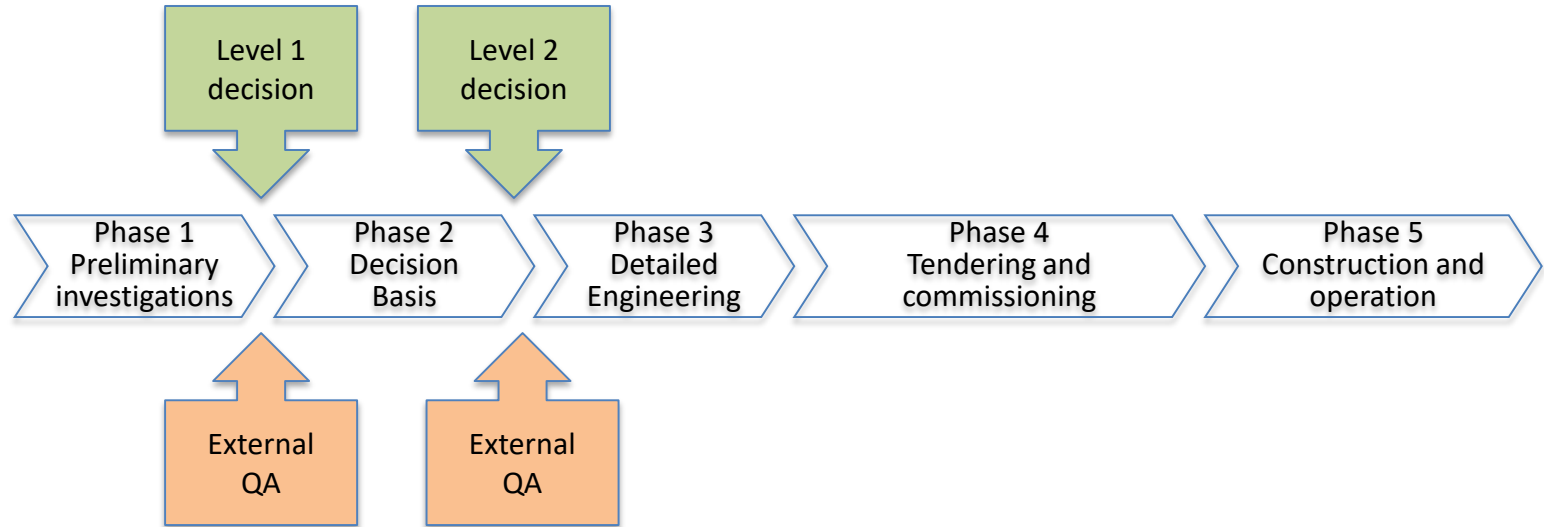 Level 1
decision
Level 2
decision
Phase 1
Preliminary
investigations
Phase 2
Decision
Basis
Phase 3
Detailed
Engineering
Phase 4
Tendering and
commissioning
Phase 5
Construction and
operation
External
QA
External
QA